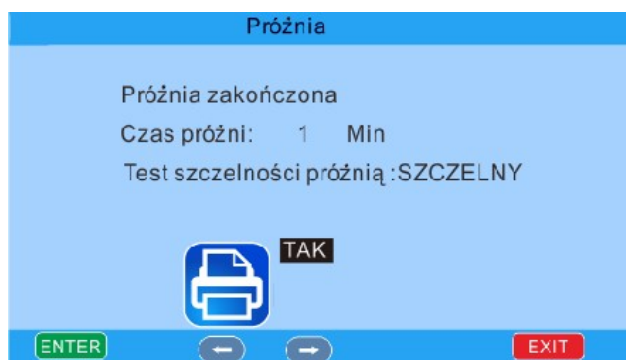 Próżnia
Próżnia zakończona
Czas próżni: 1 Min
Test szczelności próżnią :SZCZELNY
TAK
ENTER ← → EXIT